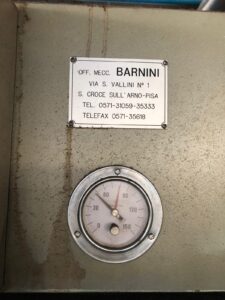 OFF. MECC. BARNINI
VIA S. VALLINI Nº 1
S. CROCE SULL'ARNO-PISA
TEL. 0571-31059-35333
TELEFAX 0571-35618